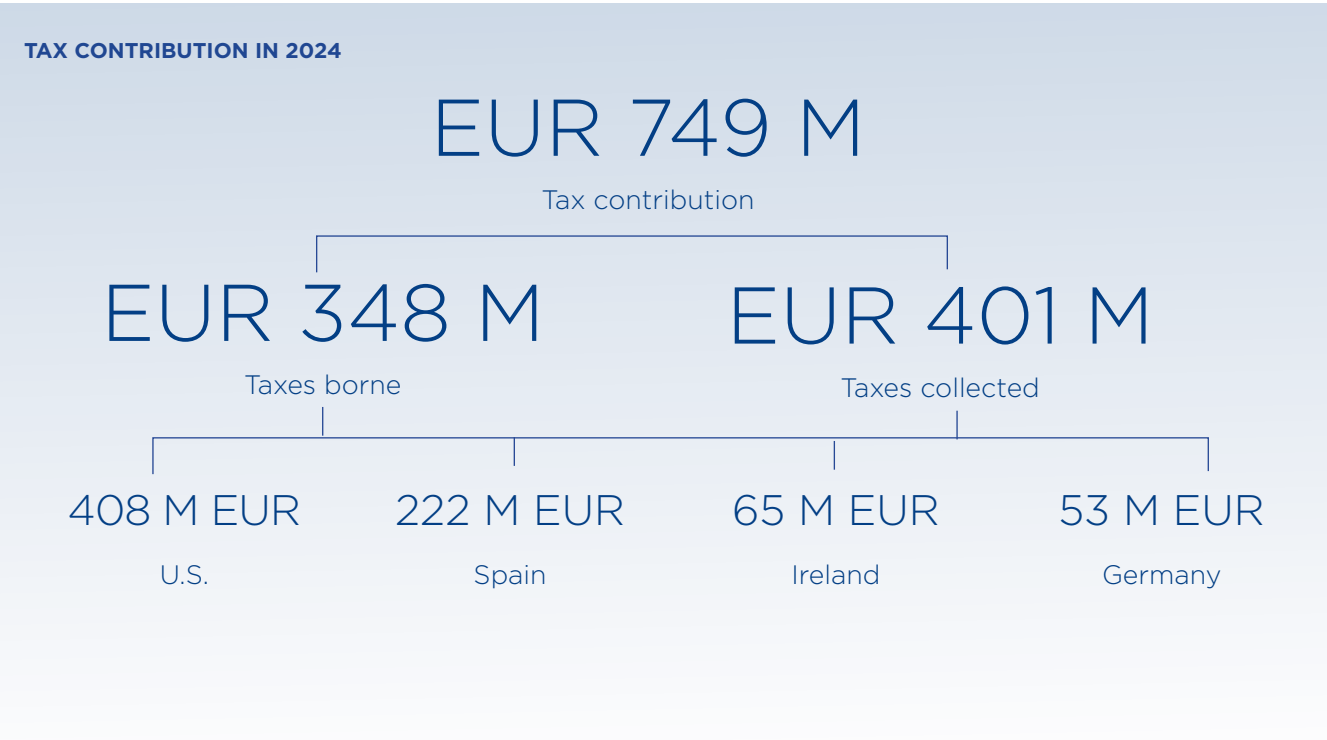 TAX CONTRIBUTION IN 2024
EUR 749 M
Tax contribution
EUR 348 M
EUR 401 M
Taxes borne
Taxes collected
408 M EUR
222 M EUR
65 M EUR
53 M EUR
U.S.
Spain
Ireland
Germany